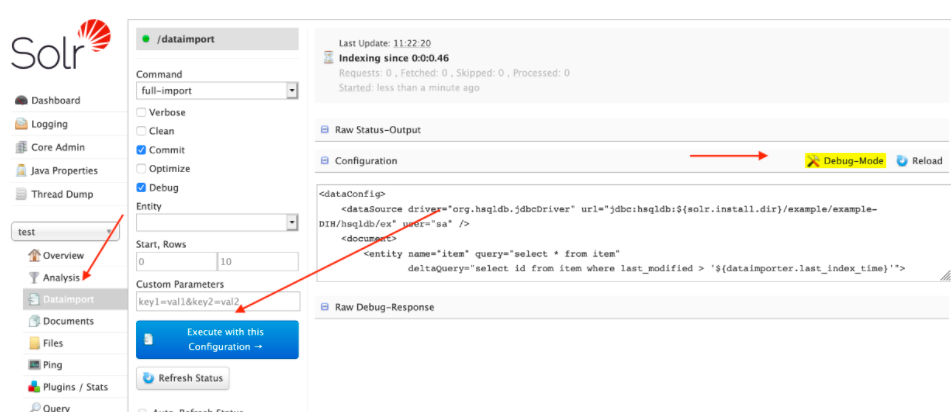 Solr
Dashboard
Logging
Core Admin
Java Properties
Thread Dump
test
Overview
Analysis
Dataimport
Documents
Files
Ping
Plugins / Stats
Query
/dataimport
Command
full-import
Verbose
Clean
Commit
Optimize
Debug
Entity
Start, Rows
0 10
Custom Parameters
key1=val1&key2=val2
Execute with this
Configuration →
Refresh Status
Auto-Refresh Status
Last Update: 11:22:20
Indexing since 0:0:0.46
Requests: 0 , Fetched: 0 , Skipped: 0 , Processed: 0
Started: less than a minute ago
Raw Status-Output
Configuration
Debug-Mode
Reload
<dataConfig>
<dataSource driver="org.hsqldb.jdbcDriver" url="jdbc:hsqldb:${solr.install.dir}/example/example-
DIH/hsqldb/ex" user="sa" />
<document>
<entity name="item" query="select * from item"
deltaQuery="select id from item where last_modified > '${dataimporter.last_index_time}'">
Raw Debug-Response